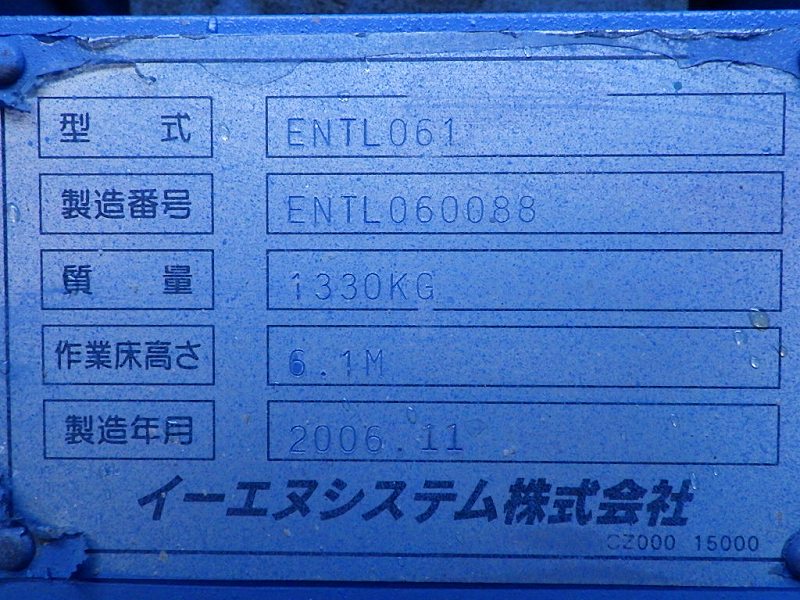 型 式 ENTL061
製造番号 ENTL060088
質 量 1330KG
作業床高さ 6.1M
製造年月 2006.11
イーエヌシステム株式会社
CZ000 15000